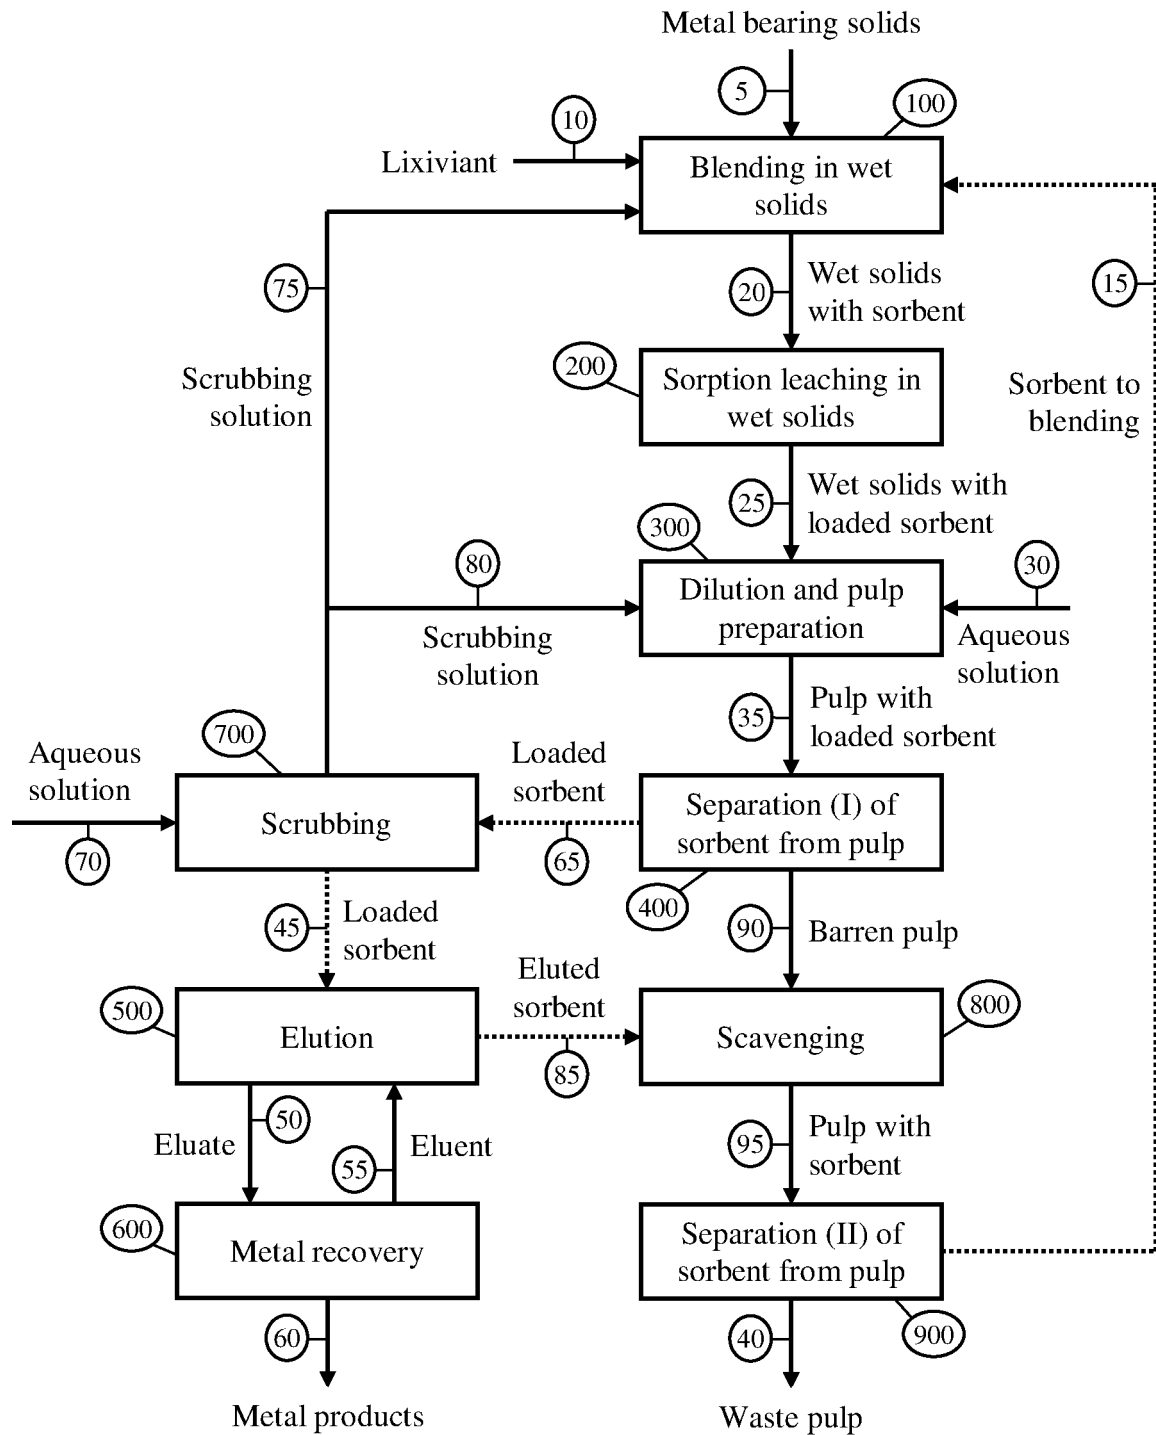 Metal bearing solids
5
100
10
Lixiviant
Blending in wet
solids
75
20
Wet solids
with sorbent
15
200
Scrubbing
solution
Sorption leaching in
wet solids
Sorbent to
blending
25
Wet solids with
loaded sorbent
300
80
30
Dilution and pulp
preparation
Scrubbing
solution
Aqueous
solution
35
Pulp with
loaded sorbent
700
Aqueous
solution
Loaded
sorbent
Scrubbing
Separation (I) of
sorbent from pulp
70
65
400
45
Loaded
sorbent
90
Barren pulp
Eluted
sorbent
500
Elution
Scavenging
800
85
50
Eluate
55
Eluent
95
Pulp with
sorbent
600
Metal recovery
Separation (II) of
sorbent from pulp
60
40
900
Metal products
Waste pulp